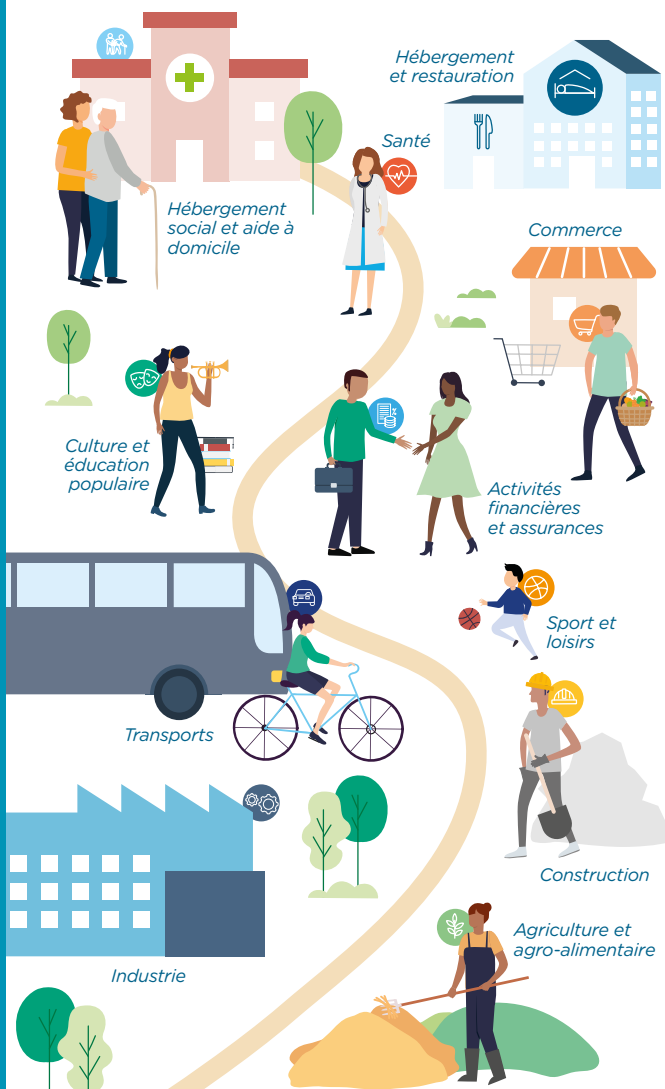 Hébergement
et restauration
Santé
Hébergement
social et aide à
domicile
Commerce
Culture et
éducation
populaire
Activités
financières
et assurances
Sport et
loisirs
Transports
Construction
Agriculture et
agro-alimentaire
Industrie